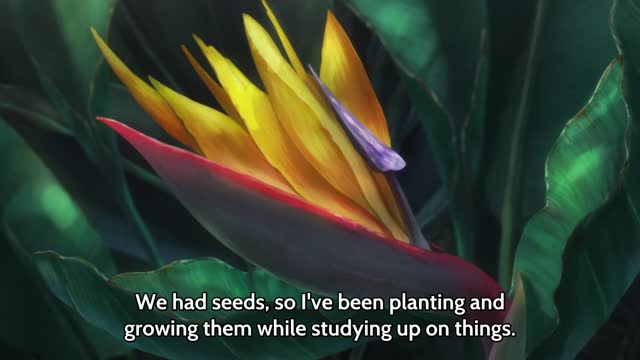 We had seeds, so I've been planting and
growing them while studying up on things.